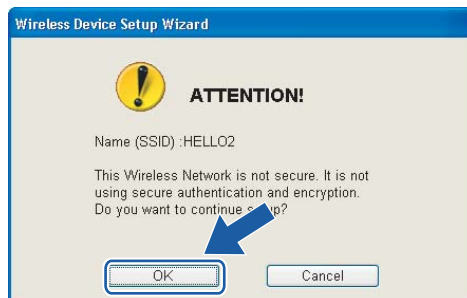 Wireless Device Setup Wizard
ATTENTION!
Name (SSID) :HELLO2
This Wireless Network is not secure. It is not
using secure authentication and encryption.
Do you want to continue setup?
OK
Cancel